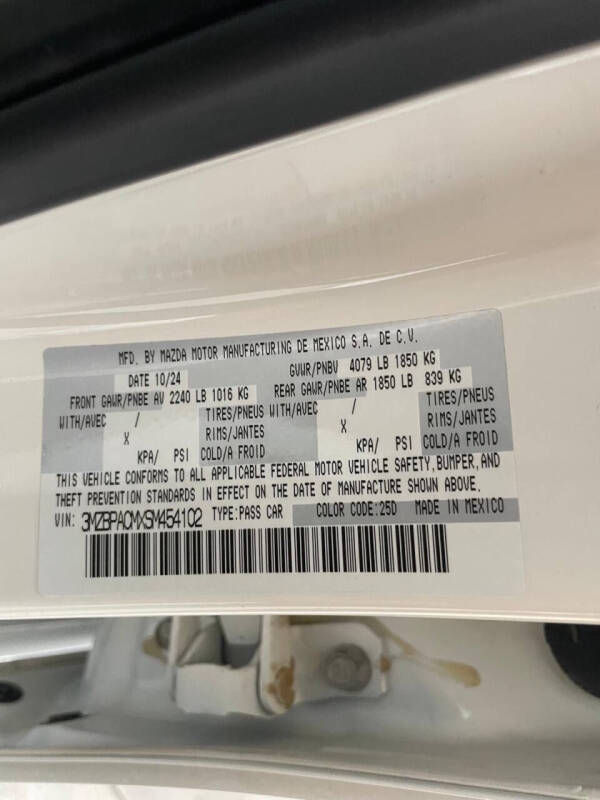 MFD. BY MAZDA MOTOR MANUFACTURING DE MEXICO S.A. DE C.V.
DATE 10/24 GVWR/PNBV 4079 LB 1850 KG
FRONT GAWR/PNBE AV 2240 LB 1016 KG REAR GAWR/PNBE AR 1850 LB 839 KG
WITH/AVEC / TIRES/PNEUS WITH/AVEC / TIRES/PNEUS
X RIMS/JANTES X RIMS/JANTES
KPA/ PSI COLD/A FROID KPA/ PSI COLD/A FROID
THIS VEHICLE CONFORMS TO ALL APPLICABLE FEDERAL MOTOR VEHICLE SAFETY, BUMPER, AND
THEFT PREVENTION STANDARDS IN EFFECT ON THE DATE OF MANUFACTURE SHOWN ABOVE.
VIN: 3MZBPACMXSM454102 TYPE:PASS CAR COLOR CODE:25D MADE IN MEXICO